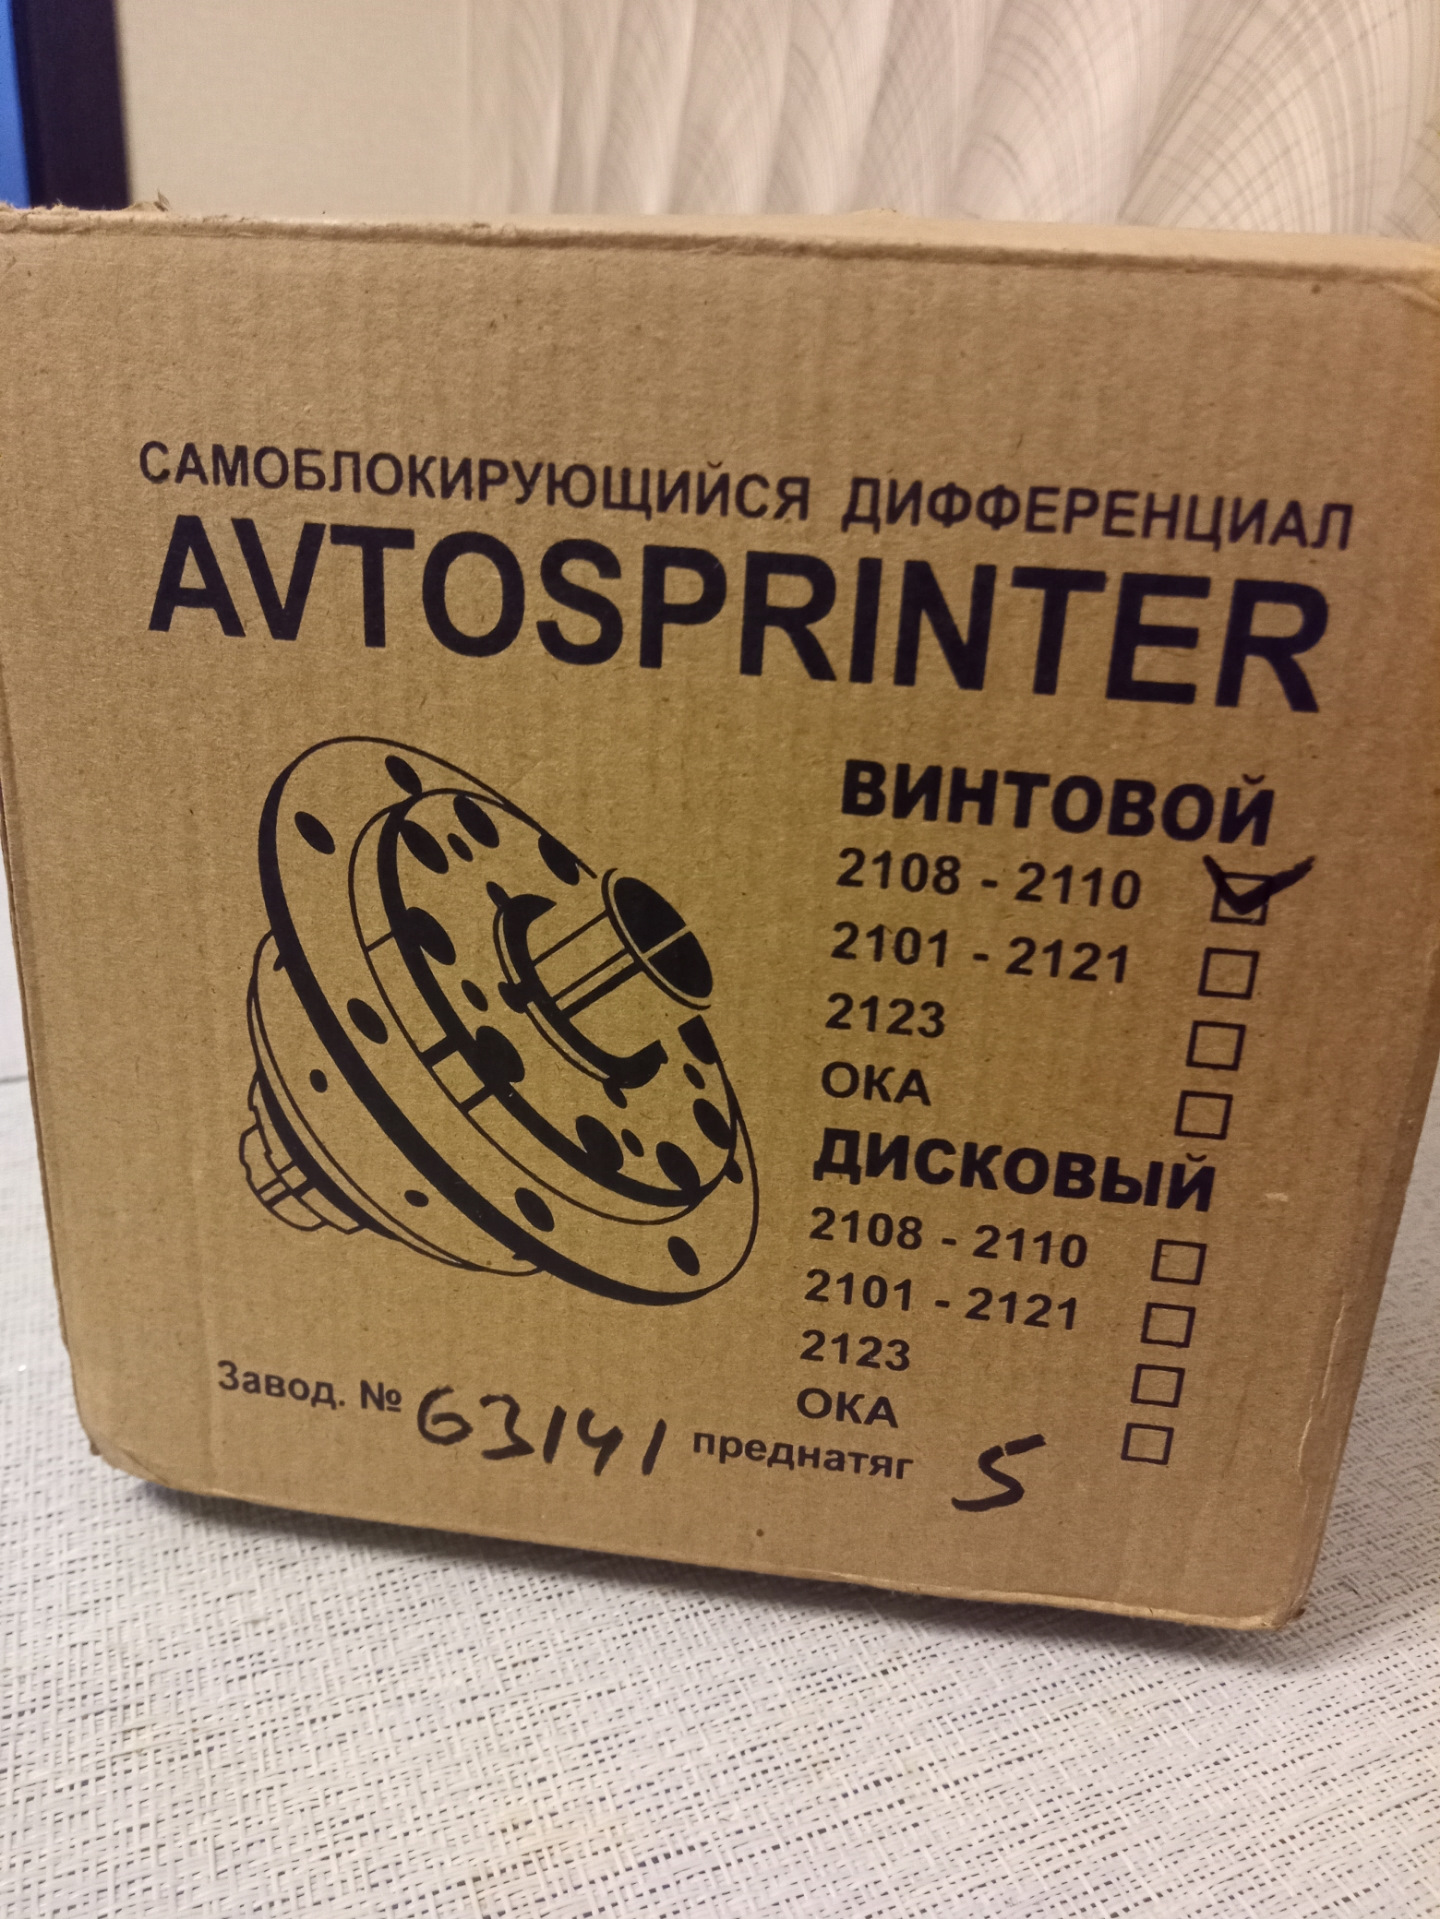 САМОБЛОКИРУЮЩИЙСЯ ДИФФЕРЕНЦИАЛ
AVTOSPRINTER
ВИНТОВОЙ
2108 - 2110
2101 - 2121
2123
ОКА
ДИСКОВЫЙ
2108 - 2110
2101 - 2121
2123
ОКА
Завод. № 63141 преднатяг 5